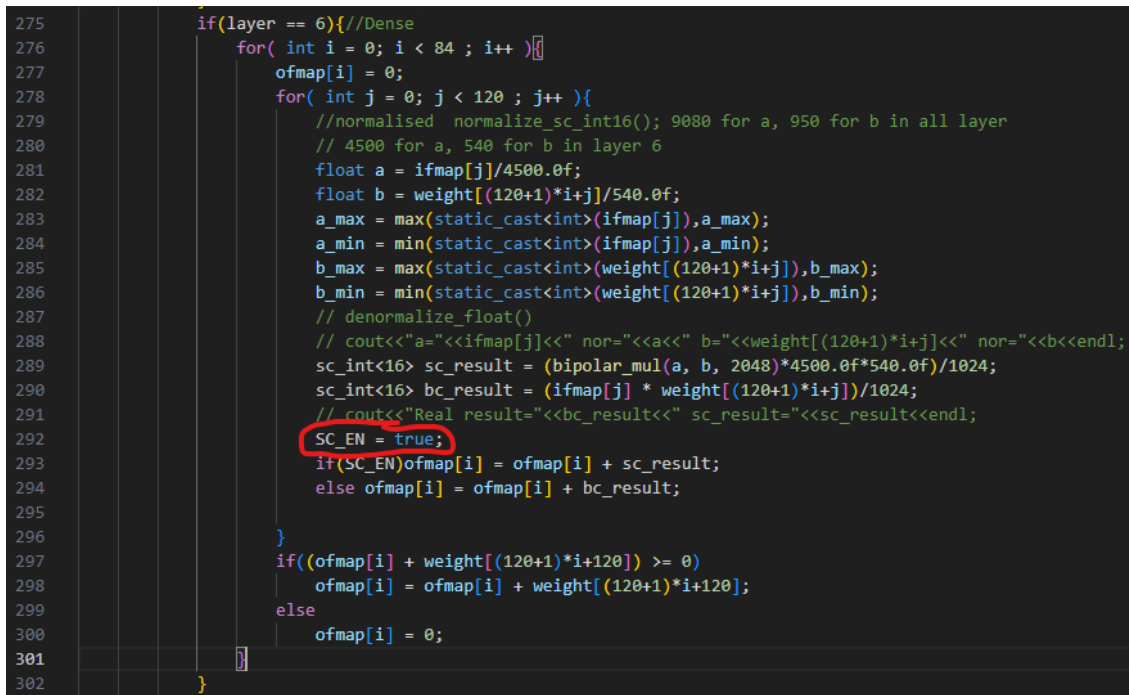 275 if(layer == 6){//Dense
276 for( int i = 0; i < 84 ; i++ ){
277 ofmap[i] = 0;
278 for( int j = 0; j < 120 ; j++ ){
279 //normalised  normalize_sc_int16(); 9080 for a, 950 for b in all layer
280 // 4500 for a, 540 for b in layer 6
281 float a = ifmap[j]/4500.0f;
282 float b = weight[(120+1)*i+j]/540.0f;
283 a_max = max(static_cast<int>(ifmap[j]),a_max);
284 a_min = min(static_cast<int>(ifmap[j]),a_min);
285 b_max = max(static_cast<int>(weight[(120+1)*i+j]),b_max);
286 b_min = min(static_cast<int>(weight[(120+1)*i+j]),b_min);
287 // denormalize_float()
288 // cout<<"a="<<ifmap[j]<<" nor="<<a<<" b="<<weight[(120+1)*i+j]<<" nor="<<b<<endl;
289 sc_int<16> sc_result = (bipolar_mul(a, b, 2048)*4500.0f*540.0f)/1024;
290 sc_int<16> bc_result = (ifmap[j] * weight[(120+1)*i+j])/1024;
291 // cout<<"Real result="<<bc_result<<" sc_result="<<sc_result<<endl;
292 SC_EN = true;
293 if(SC_EN)ofmap[i] = ofmap[i] + sc_result;
294 else ofmap[i] = ofmap[i] + bc_result;
295
296 }
297 if((ofmap[i] + weight[(120+1)*i+120]) >= 0)
298 ofmap[i] = ofmap[i] + weight[(120+1)*i+120];
299 else
300 ofmap[i] = 0;
301 }
302 }